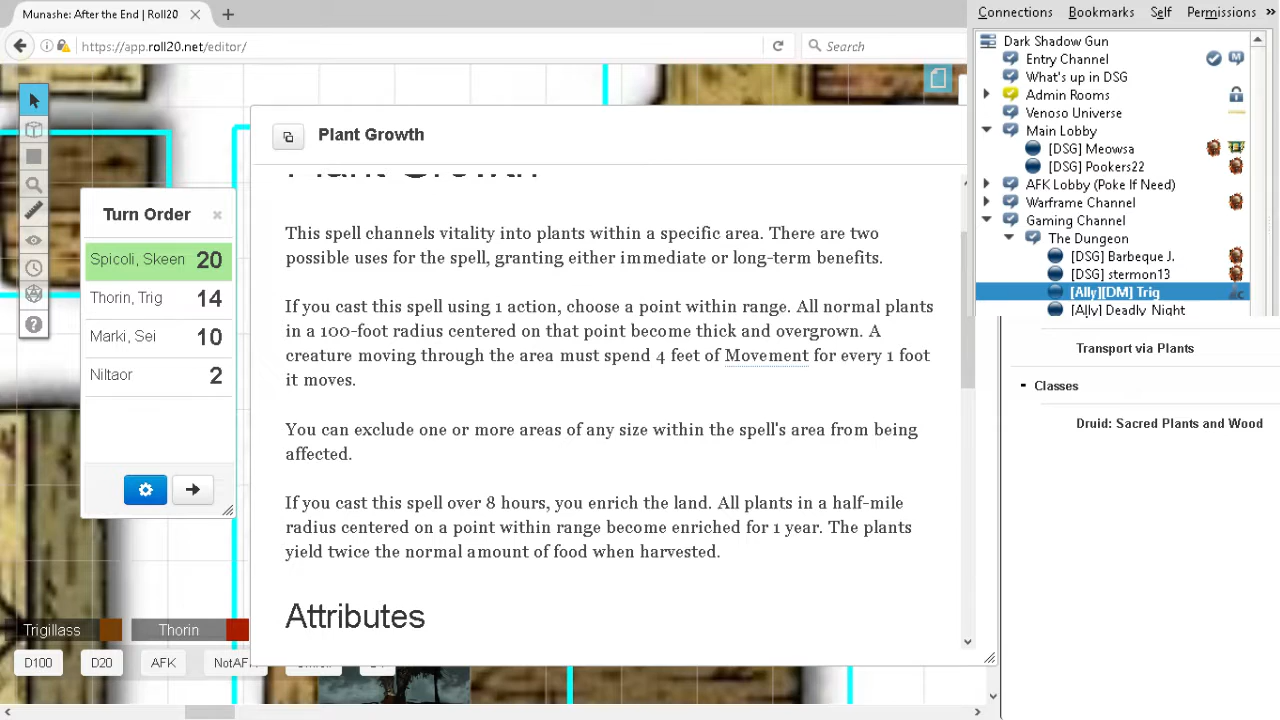 Munashe: After the End | Roll20
https://app.roll20.net/editor/
Search
Turn Order
Spicoli, Skeen 20
Thorin, Trig 14
Marki, Sei 10
Niltaor 2
Plant Growth
Plant Growth
This spell channels vitality into plants within a specific area. There are two
possible uses for the spell, granting either immediate or long-term benefits.
If you cast this spell using 1 action, choose a point within range. All normal plants
in a 100-foot radius centered on that point become thick and overgrown. A
creature moving through the area must spend 4 feet of Movement for every 1 foot
it moves.
You can exclude one or more areas of any size within the spell's area from being
affected.
If you cast this spell over 8 hours, you enrich the land. All plants in a half-mile
radius centered on a point within range become enriched for 1 year. The plants
yield twice the normal amount of food when harvested.
Attributes
Trigillass
Thorin
D100
D20
AFK
NotAFK
Connections Bookmarks Self Permissions »
Dark Shadow Gun
Entry Channel
What's up in DSG
Admin Rooms
Venoso Universe
Main Lobby
[DSG] Meowsa
[DSG] Pookers22
AFK Lobby (Poke If Need)
Warframe Channel
Gaming Channel
The Dungeon
[DSG] Barbeque J.
[DSG] stermon13
[Ally][DM] Trig
[Ally] Deadly Night
Transport via Plants
Classes
Druid: Sacred Plants and Wood